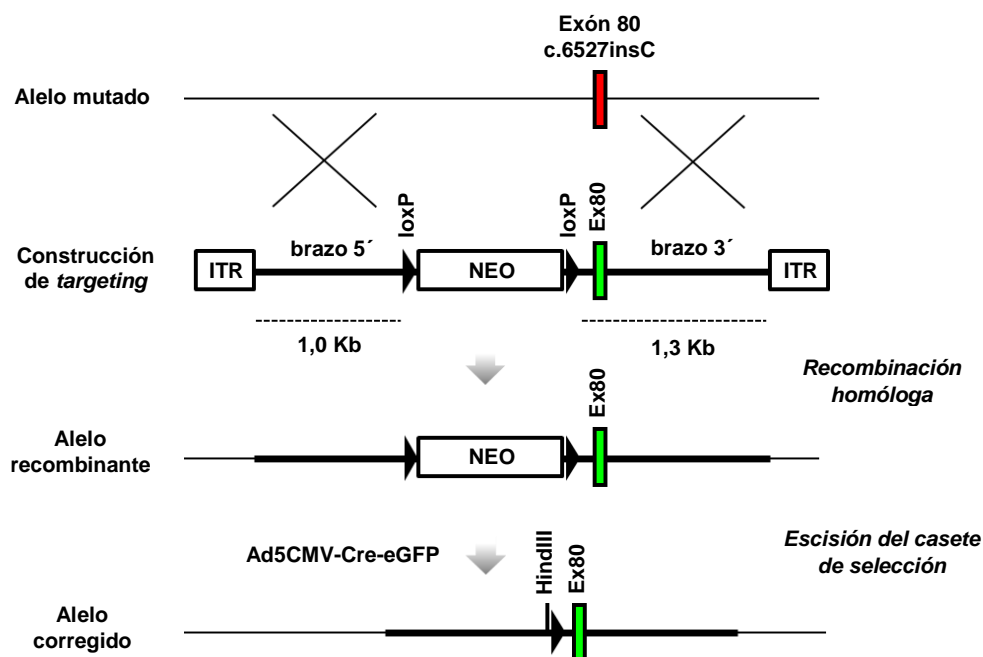 Exón 80
c.6527insC
Alelo mutado
loxP
loxP
Ex80
Construcción
de targeting
ITR
brazo 5´
NEO
brazo 3´
ITR
1,0 Kb
1,3 Kb
Recombinación
homóloga
Ex80
Alelo
recombinante
NEO
Ad5CMV-Cre-eGFP
HindIII
Ex80
Escisión del casete
de selección
Alelo
corregido